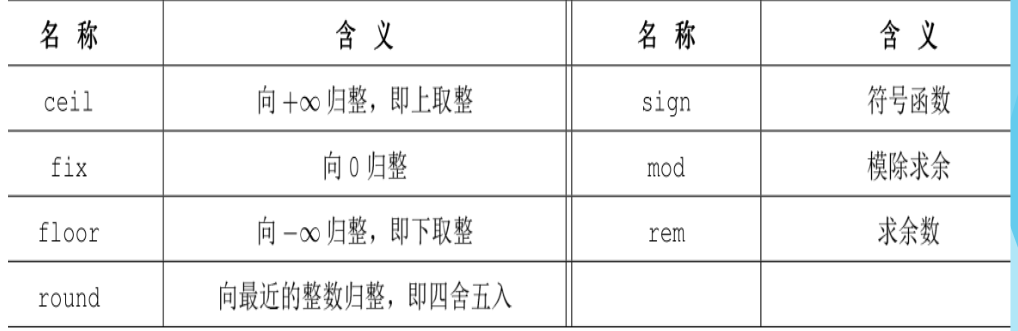 名 称 含 义 名 称 含 义
ceil 向 +∞ 归整，即上取整 sign 符号函数
fix 向 0 归整 mod 模除求余
floor 向 −∞ 归整，即下取整 rem 求余数
round 向最近的整数归整，即四舍五入